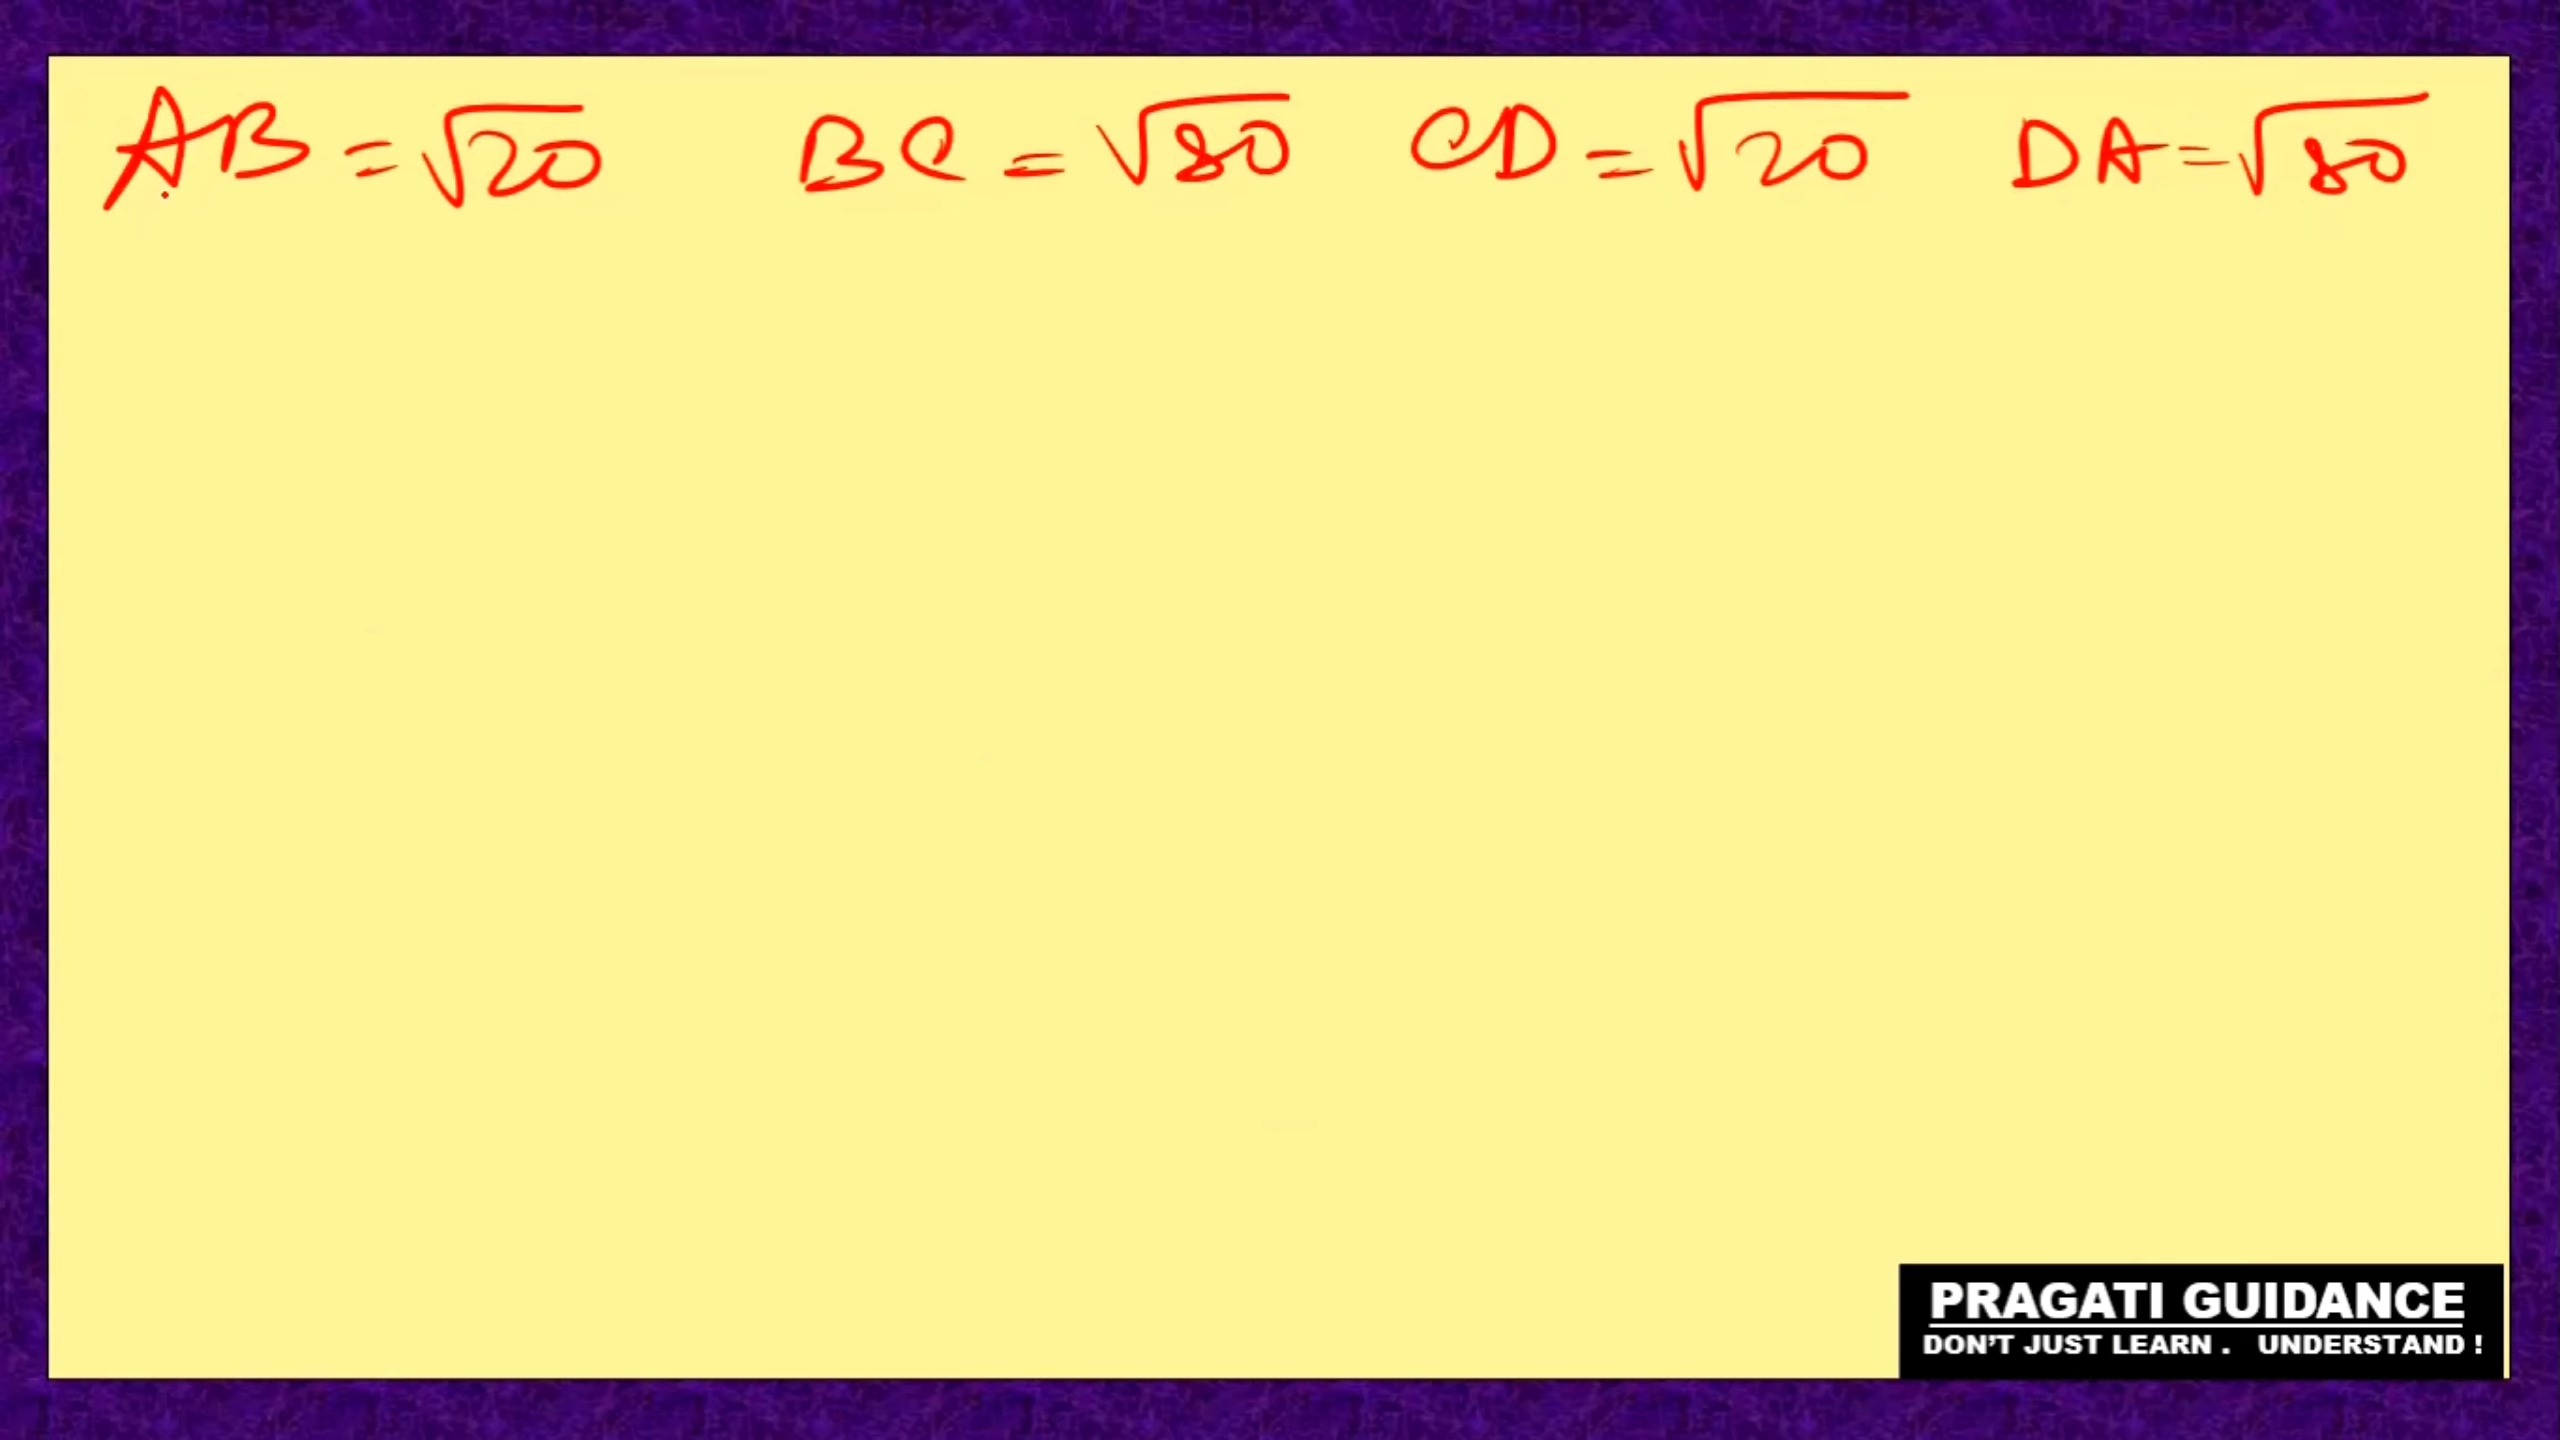 AB = √20 BC = √80 CD = √20 DA = √80
PRAGATI GUIDANCE
DON'T JUST LEARN . UNDERSTAND !